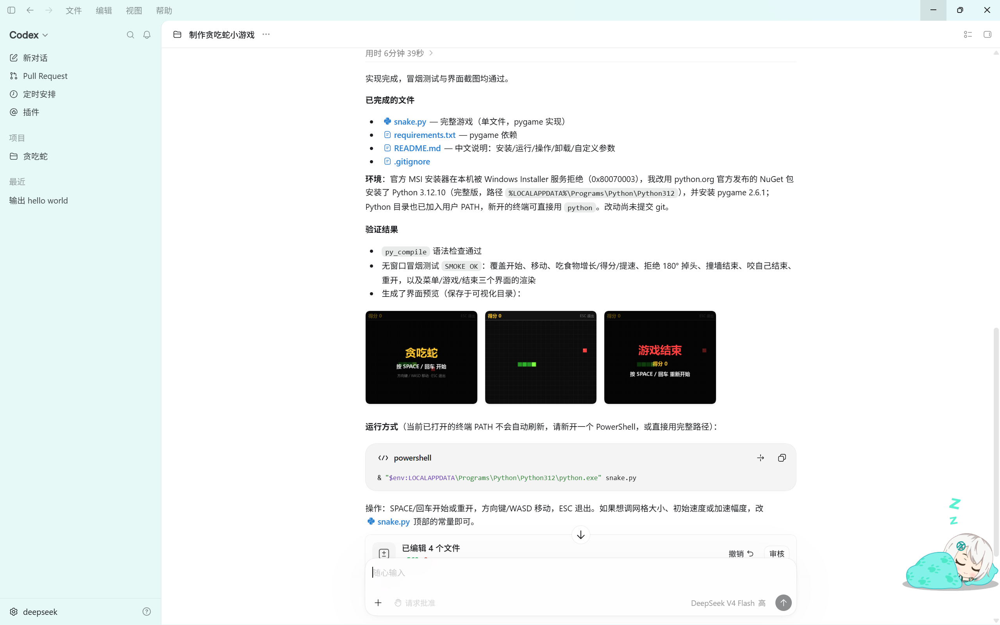 文件 编辑 视图 帮助
Codex
新对话
Pull Request
定时安排
插件
项目
贪吃蛇
最近
输出 hello world
deepseek
制作贪吃蛇小游戏
用时 6分钟 39秒
实现完成，冒烟测试与界面截图均通过。
已完成的文件
snake.py — 完整游戏（单文件，pygame 实现）
requirements.txt — pygame 依赖
README.md — 中文说明：安装/运行/操作/卸载/自定义参数
.gitignore
环境：官方 MSI 安装器在本机被 Windows Installer 服务拒绝（0x80070003），我改用 python.org 官方发布的 NuGet 包
安装了 Python 3.12.10（完整版，路径 %LOCALAPPDATA%\Programs\Python\Python312），并安装 pygame 2.6.1；
Python 目录也已加入用户 PATH，新开的终端可直接用 python 。改动尚未提交 git。
验证结果
py_compile 语法检查通过
无窗口冒烟测试 SMOKE OK：覆盖开始、移动、吃食物增长/得分/提速、拒绝 180° 掉头、撞墙结束、咬自己结束、
重开，以及菜单/游戏/结束三个界面的渲染
生成了界面预览（保存于可视化目录）：
得分 0 ESC 退出
贪吃蛇
按 SPACE / 回车 开始
方向键 / WASD 移动 · ESC 退出
得分 0 ESC 退出
得分 0 ESC 退出
游戏结束
得分 0
按 SPACE / 回车 重新开始
运行方式（当前已打开的终端 PATH 不会自动刷新，请新开一个 PowerShell，或直接用完整路径）：
powershell
& "$env:LOCALAPPDATA\Programs\Python\Python312\python.exe" snake.py
操作：SPACE/回车开始或重开，方向键/WASD 移动，ESC 退出。如果想调网格大小、初始速度或加速幅度，改
snake.py 顶部的常量即可。
已编辑 4 个文件
撤销 审核
随心输入
请求批准
DeepSeek V4 Flash 高
Z
z